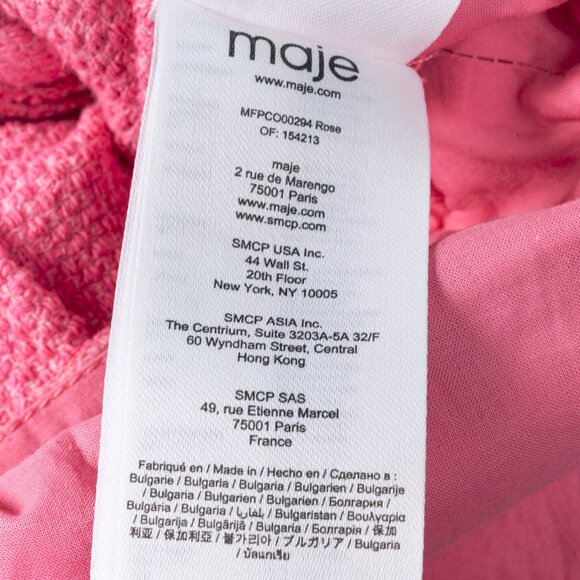 maje
www.maje.com
MFPCO00294 Rose
OF: 154213
maje
2 rue de Marengo
75001 Paris
www.maje.com
www.smcp.com
SMCP USA Inc.
44 Wall St.
20th Floor
New York, NY 10005
SMCP ASIA Inc.
The Centrium, Suite 3203A-5A 32/F
60 Wyndham Street, Central
Hong Kong
SMCP SAS
49, rue Etienne Marcel
75001 Paris
France
Fabriqué en / Made in / Hecho en / Сделано в :
Bulgarie / Bulgaria / Bulgaria / Bulgarien / Bulgarije
/ Bulgaria / Bulgarien / Bulgarien / България /
Bulgária / Bulgaria / بلغاريا / Bulgaristan / Βουλγαρία
/ Bulgarija / Bulgārijā / Bulgaria / Болгарія / 保加
利亚 / 保加利亞 / 불가리아 / ブルガリア / Bulgaria
/ บัลแกเรีย